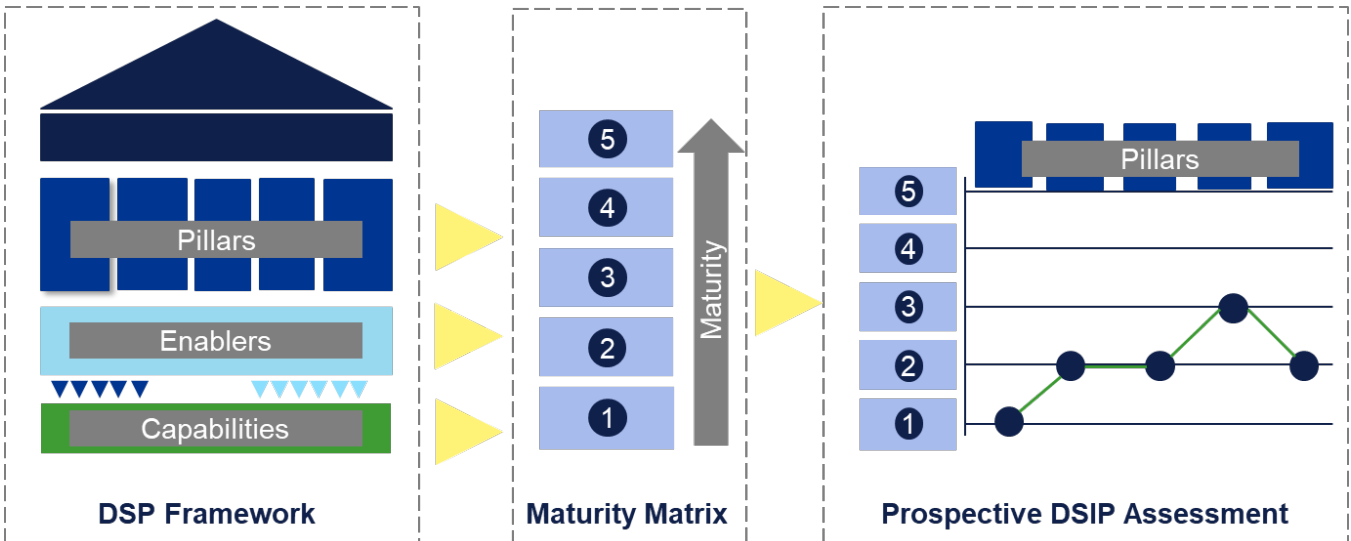 Pillars
Enablers
Capabilities
DSP Framework
5
4
3
2
1
Maturity
Maturity Matrix
Pillars
5
4
3
2
1
Prospective DSIP Assessment